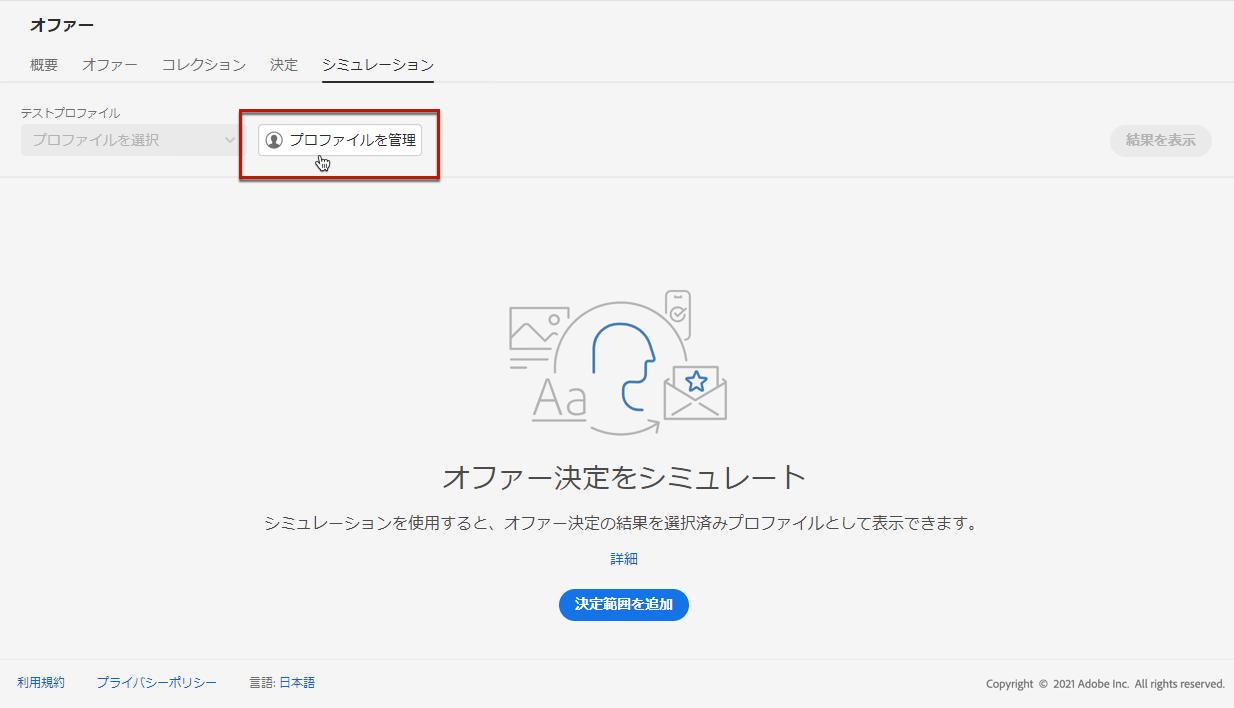 オファー
概要 オファー コレクション 決定 シミュレーション
テストプロファイル
プロファイルを選択 プロファイルを管理 結果を表示
Aa
オファー決定をシミュレート
シミュレーションを使用すると、オファー決定の結果を選択済みプロファイルとして表示できます。
詳細
決定範囲を追加
利用規約 プライバシーポリシー 言語: 日本語 Copyright © 2021 Adobe Inc. All rights reserved.